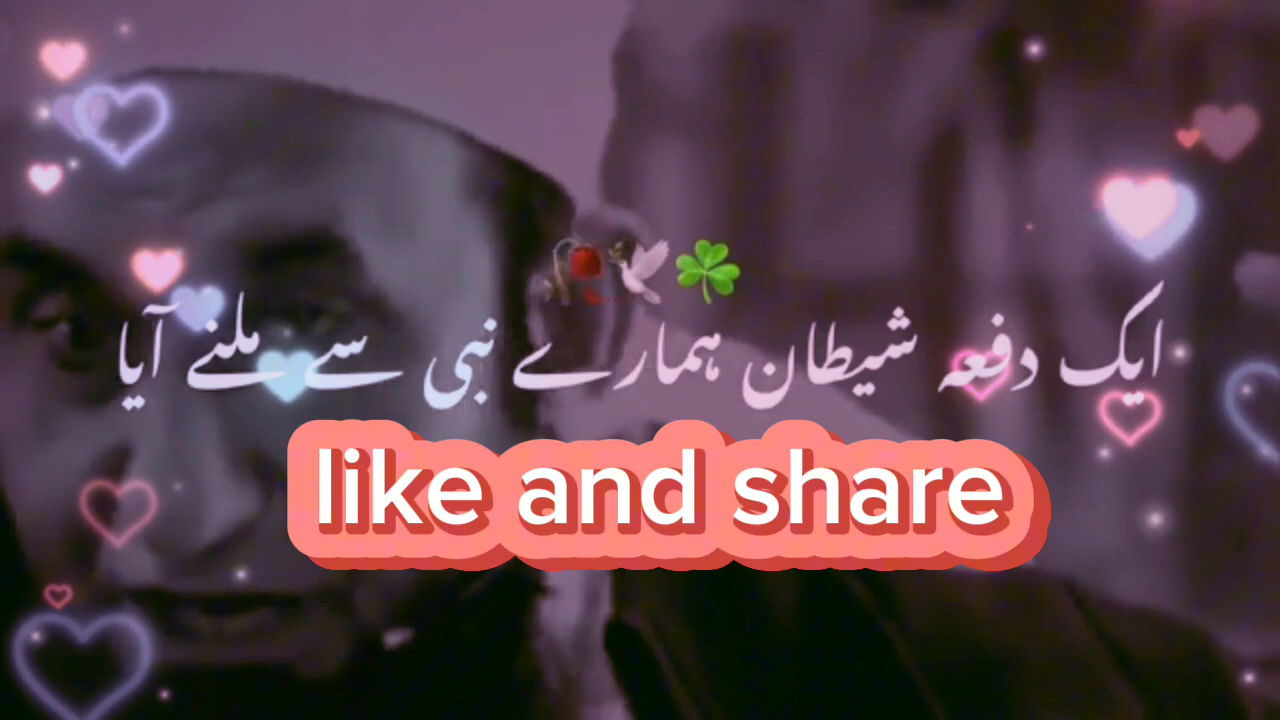 🥀🕊️☘️
ایک دفعہ شیطان ہمارے نبی سے ملنے آیا
like and share